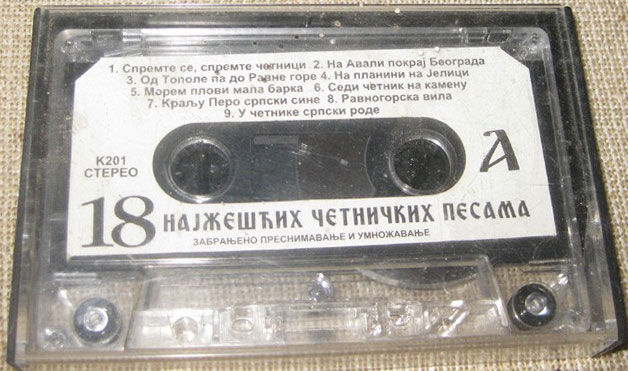 1. Спремте се, спремте четници 2. На Авали покрај Београда
3. Од Тополе па до Равне горе 4. На планини на Јелици
5. Морем плови мала барка 6. Седи четник на камену
7. Краљу Перо српски сине 8. Равногорска вила
9. У четнике српски роде
К201
СТЕРЕО
А
18 НАЈЖЕШЋИХ ЧЕТНИЧКИХ ПЕСАМА
ЗАБРАЊЕНО ПРЕСНИМАВАЊЕ И УМНОЖАВАЊЕ